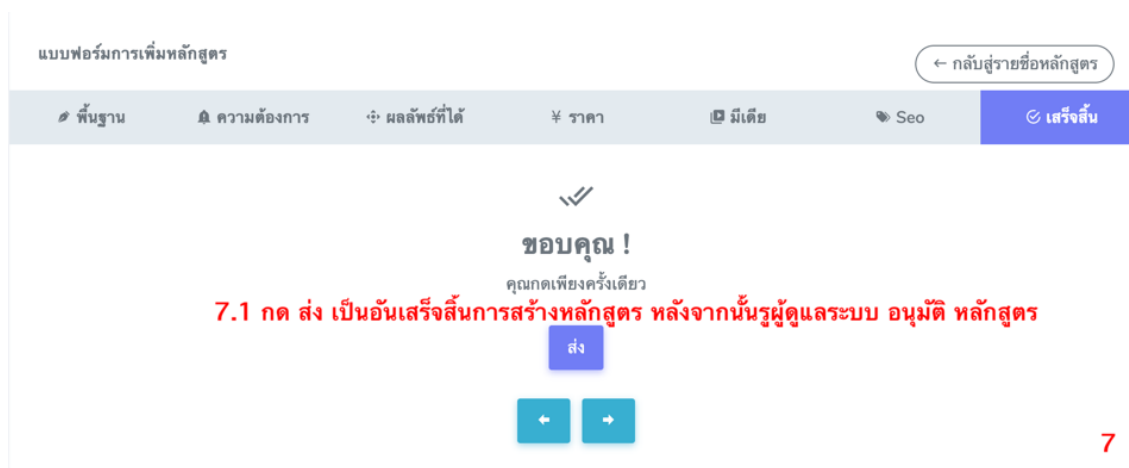 แบบฟอร์มการเพิ่มหลักสูตร
← กลับสู่รายชื่อหลักสูตร
พื้นฐาน ความต้องการ ผลลัพธ์ที่ได้ ¥ ราคา มีเดีย Seo เสร็จสิ้น
ขอบคุณ !
คุณกดเพียงครั้งเดียว
7.1 กด ส่ง เป็นอันเสร็จสิ้นการสร้างหลักสูตร หลังจากนั้นรูผู้ดูแลระบบ อนุมัติ หลักสูตร
ส่ง
7